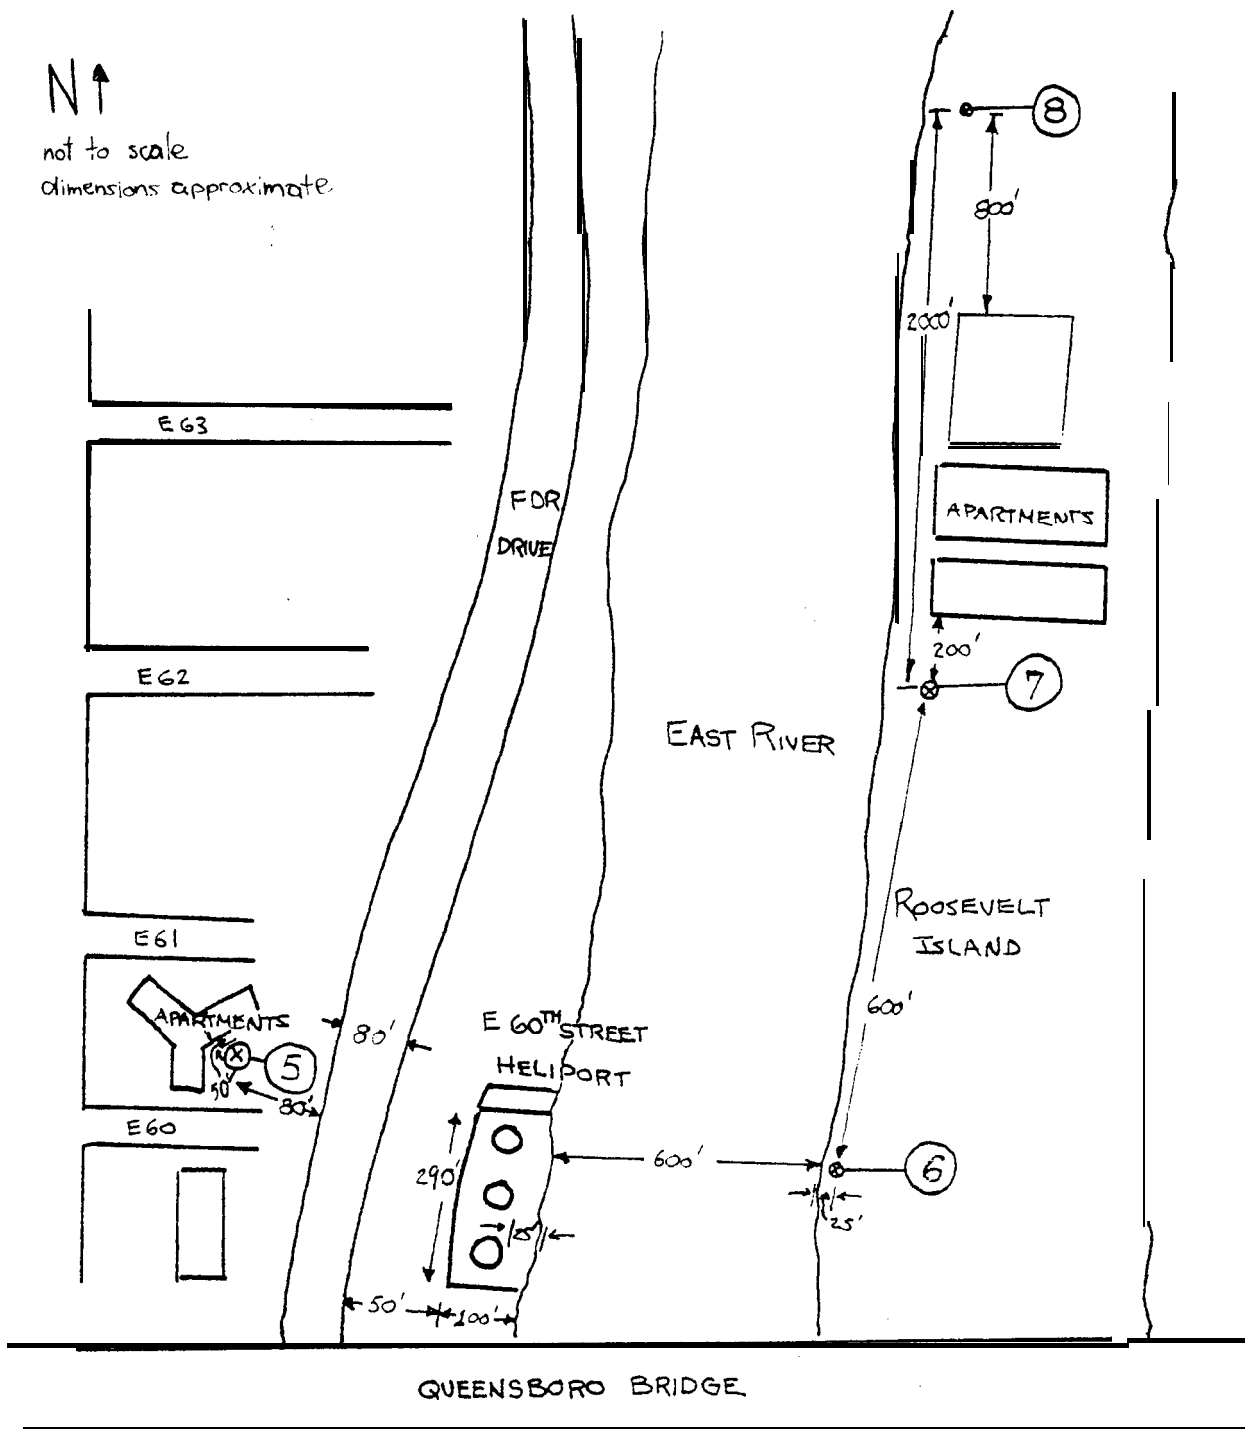 N
not to scale
dimensions approximate
8
800'
2000'
E 63
FDR
DRIVE
APARTMENTS
200'
7
E 62
EAST RIVER
ROOSEVELT
ISLAND
E 61
600'
APARTMENTS
80'
E 60TH STREET
HELIPORT
5
50'
80'
E 60
600'
6
290'
25'
25'
50'
100'
QUEENSBORO BRIDGE